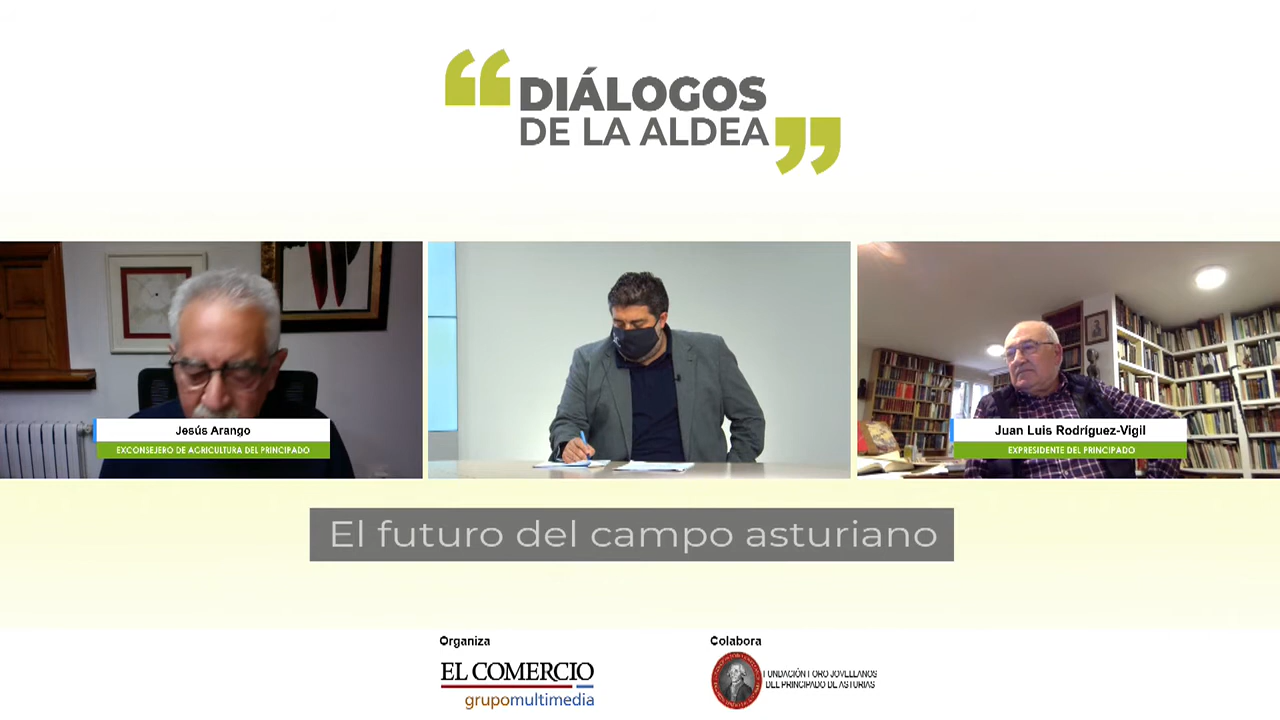 “DIÁLOGOS
DE LA ALDEA”
Jesús Arango
EXCONSEJERO DE AGRICULTURA DEL PRINCIPADO
Juan Luis Rodríguez-Vigil
EXPRESIDENTE DEL PRINCIPADO
El futuro del campo asturiano
Organiza
EL COMERCIO
grupomultimedia
Colabora
FUNDACIÓN FORO JOVELLANOS
DEL PRINCIPADO DE ASTURIAS